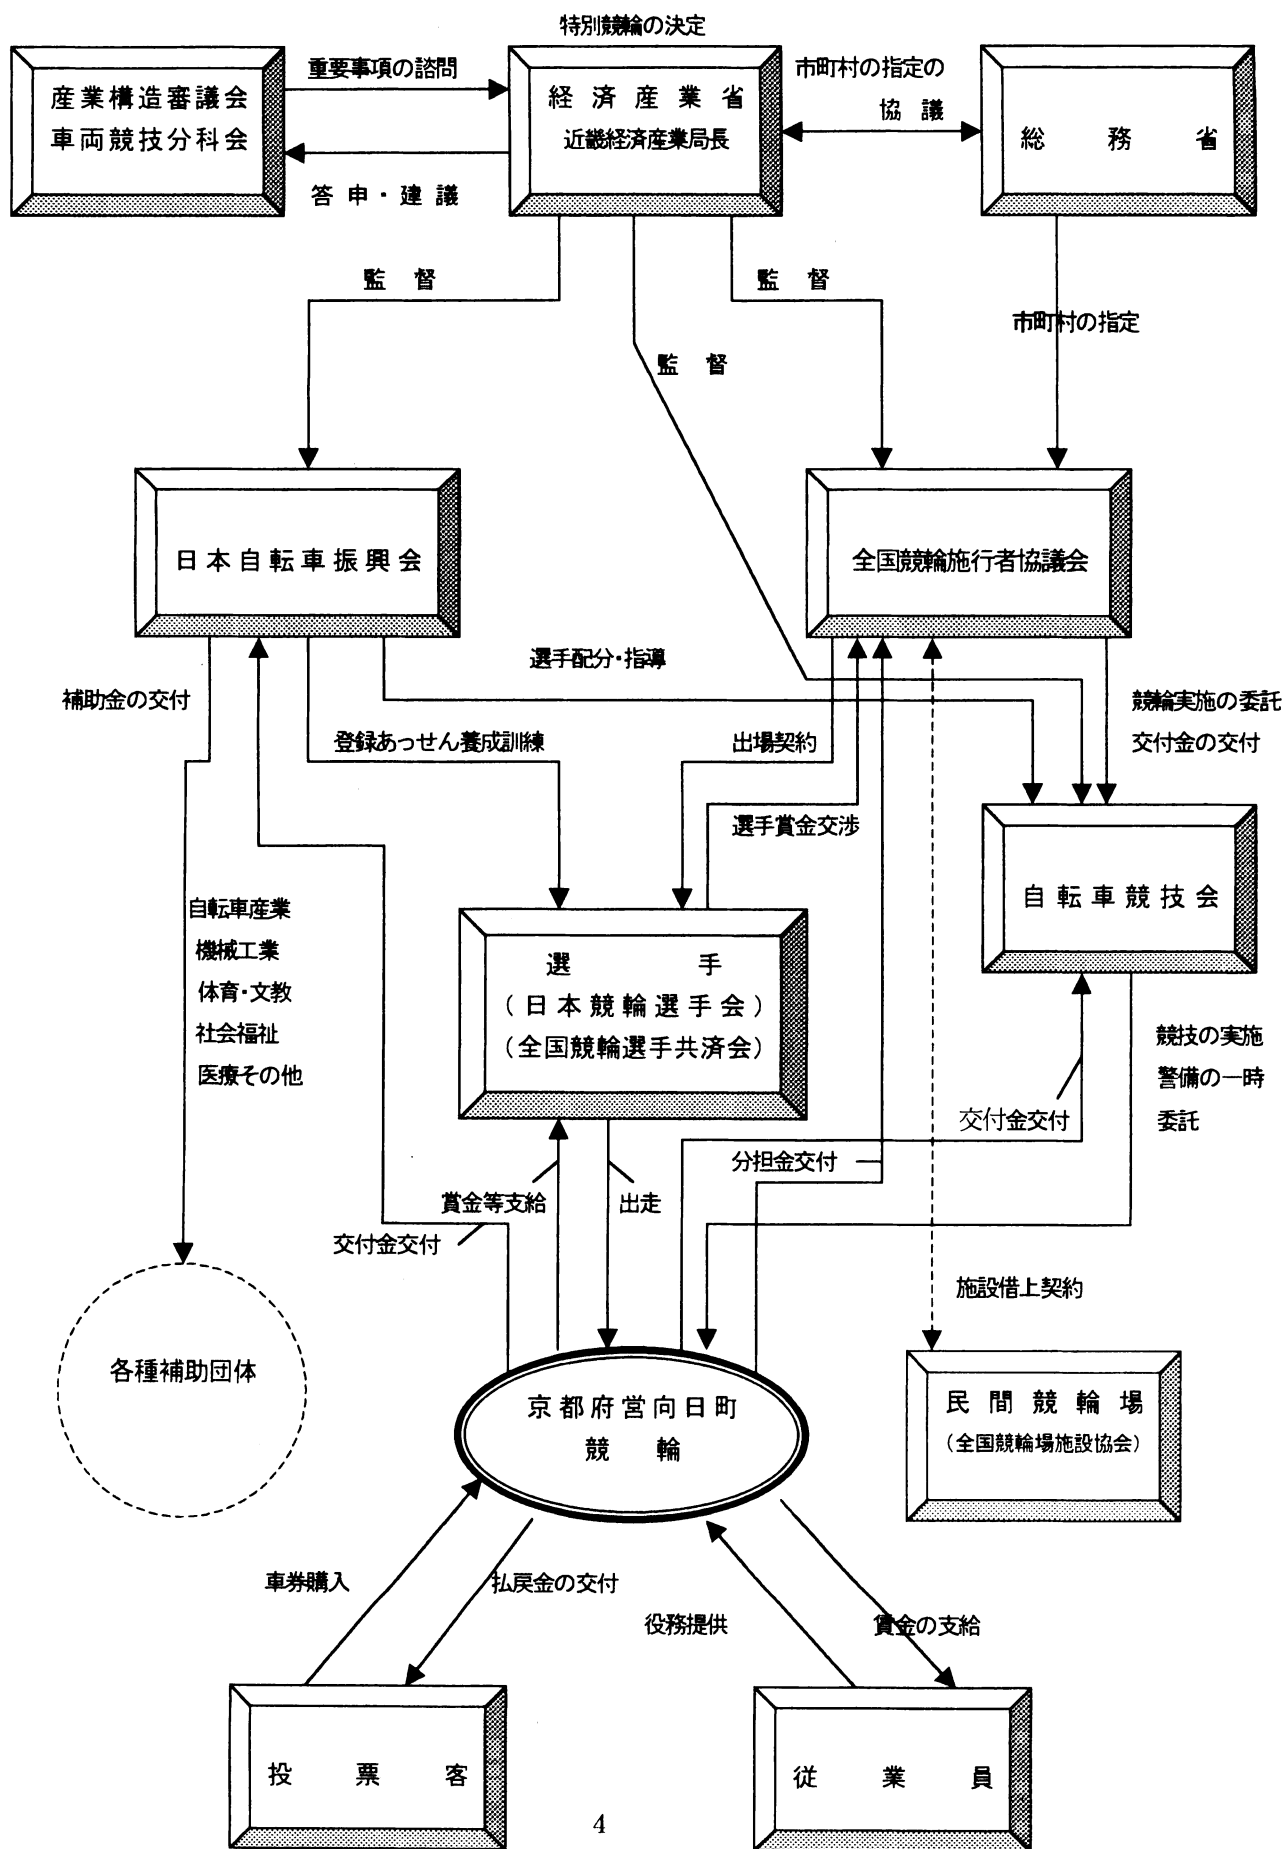 特別競輪の決定
産業構造審議会
車両競技分科会
重要事項の諮問
答申・建議
経済産業省
近畿経済産業局長
市町村の指定の
協議
総務省
監督
監督
監督
市町村の指定
日本自転車振興会
全国競輪施行者協議会
補助金の交付
選手配分・指導
登録あっせん養成訓練
出場契約
選手賞金交渉
競輪実施の委託
交付金の交付
自転車競技会
自転車産業
機械工業
体育・文教
社会福祉
医療その他
選手
(日本競輪選手会)
(全国競輪選手共済会)
競技の実施
警備の一時
委託
交付金交付
分担金交付
賞金等支給
出走
交付金交付
施設借上契約
各種補助団体
京都府営向日町
競輪
民間競輪場
(全国競輪場施設協会)
車券購入
払戻金の交付
役務提供
賃金の支給
投票客
従業員
4